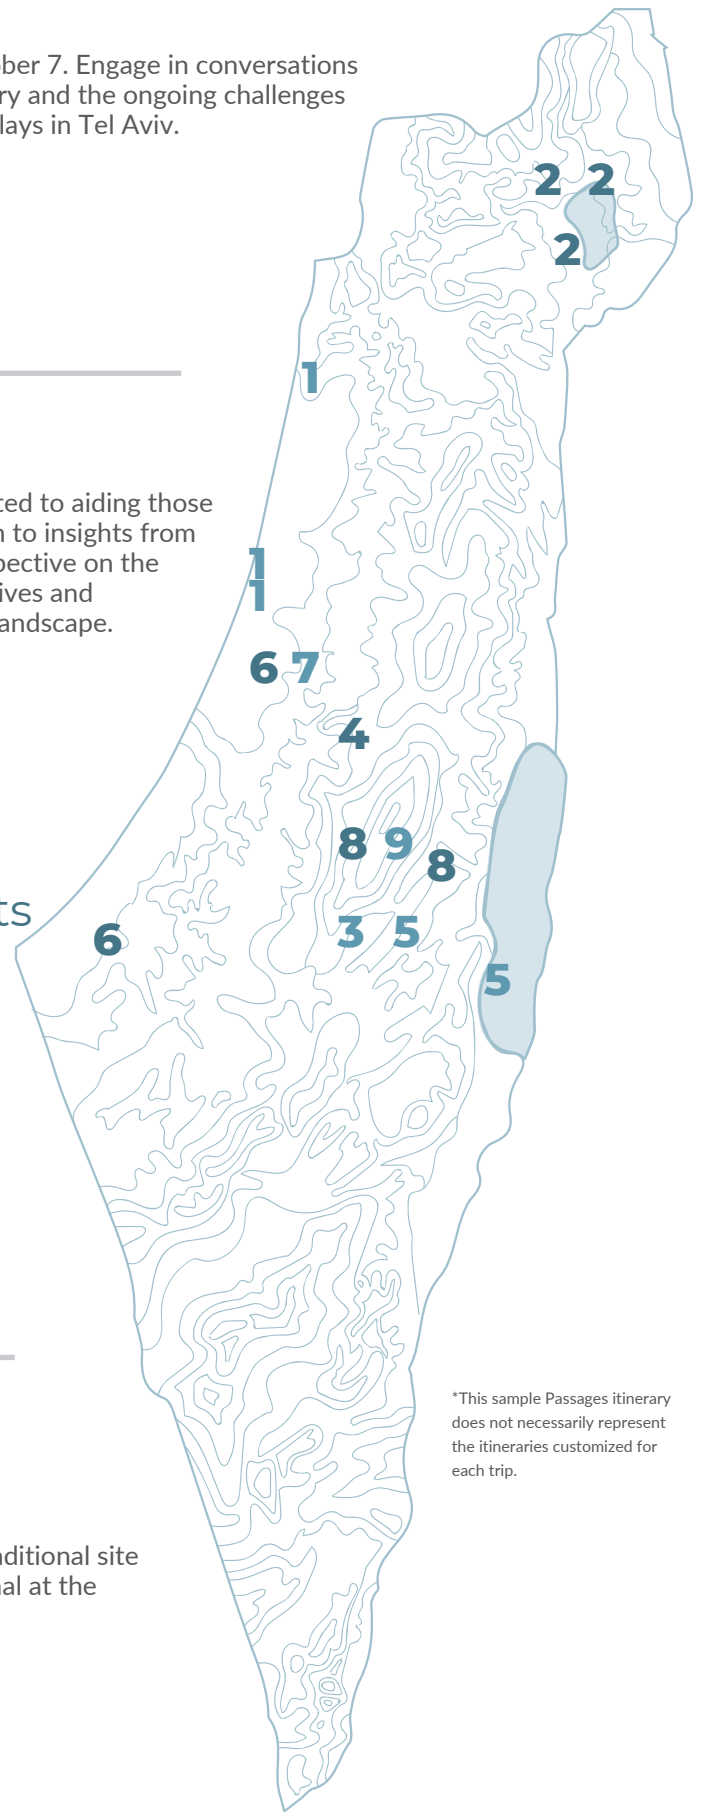 ber 7. Engage in conversations
ry and the ongoing challenges
lays in Tel Aviv.
2 2
2
1
ted to aiding those
n to insights from
pective on the
ives and
andscape.
1
1
6 7
4
8 9
8
ts
6
3 5
5
*This sample Passages itinerary
does not necessarily represent
the itineraries customized for
each trip.
aditional site
al at the